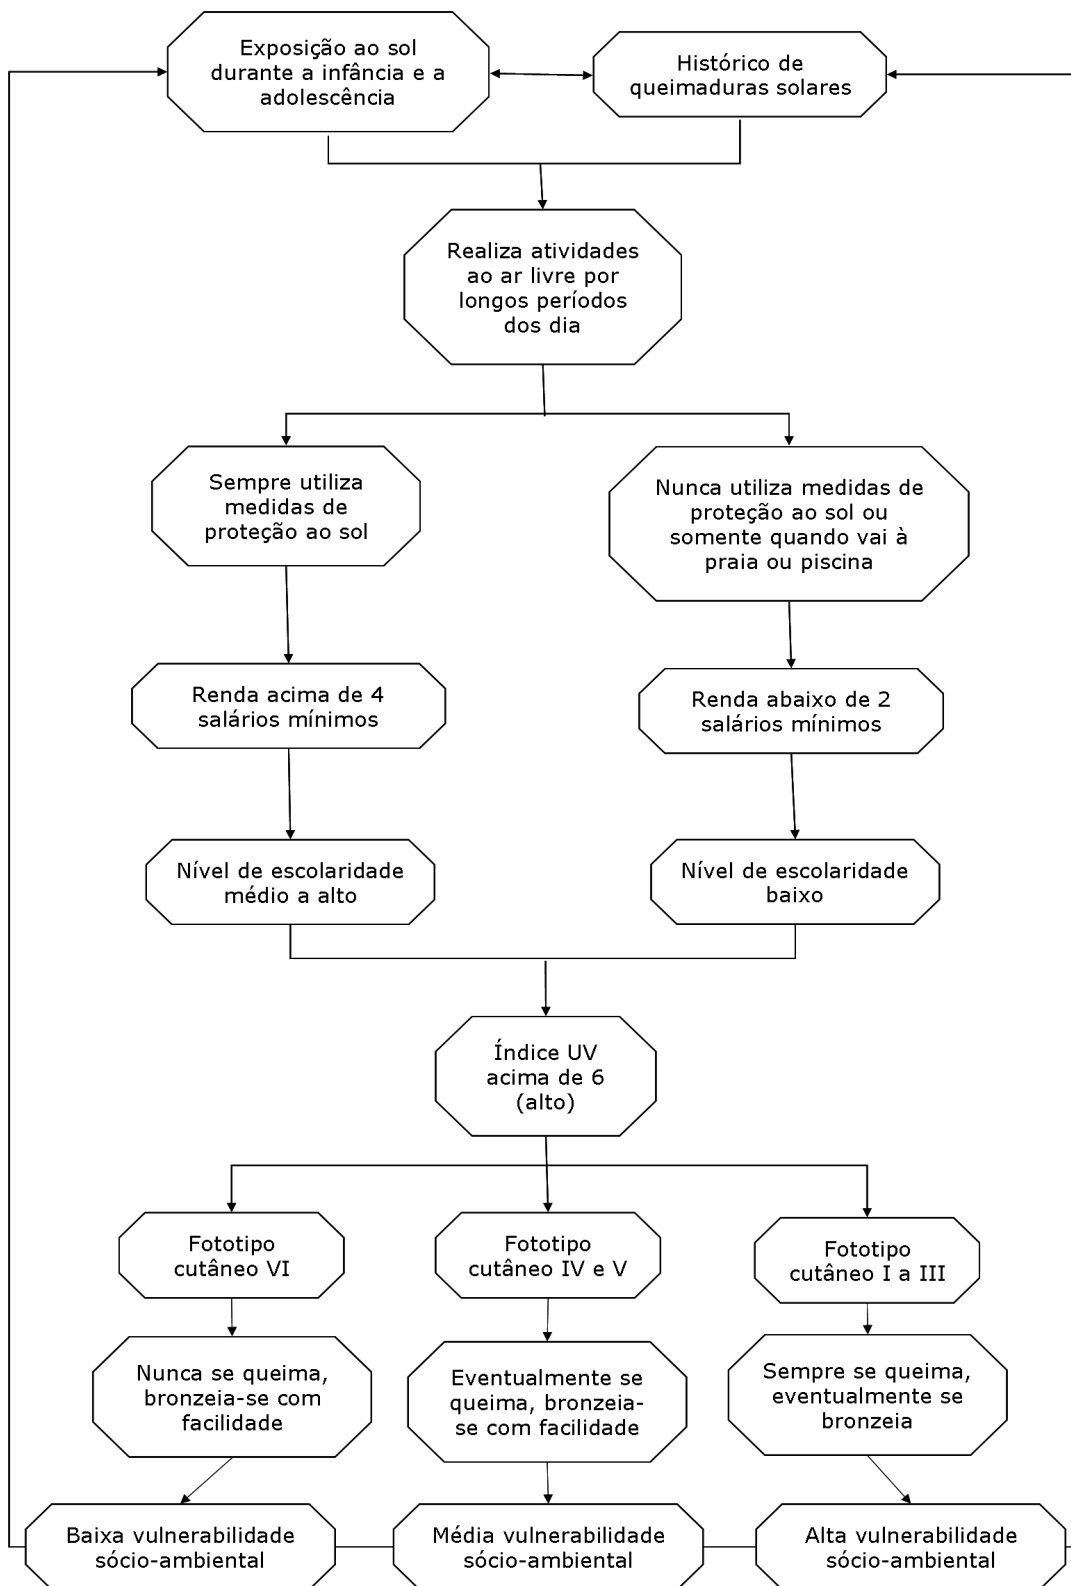 Exposição ao sol
durante a infância e a
adolescência
Histórico de
queimaduras solares
Realiza atividades
ao ar livre por
longos períodos
dos dia
Sempre utiliza
medidas de
proteção ao sol
Nunca utiliza medidas de
proteção ao sol ou
somente quando vai à
praia ou piscina
Renda acima de 4
salários mínimos
Renda abaixo de 2
salários mínimos
Nível de escolaridade
médio a alto
Nível de escolaridade
baixo
Índice UV
acima de 6
(alto)
Fototipo
cutâneo VI
Fototipo
cutâneo IV e V
Fototipo
cutâneo I a III
Nunca se queima,
bronzeia-se com
facilidade
Eventualmente se
queima, bronzeia-
se com facilidade
Sempre se queima,
eventualmente se
bronzeia
Baixa vulnerabilidade
sócio-ambiental
Média vulnerabilidade
sócio-ambiental
Alta vulnerabilidade
sócio-ambiental